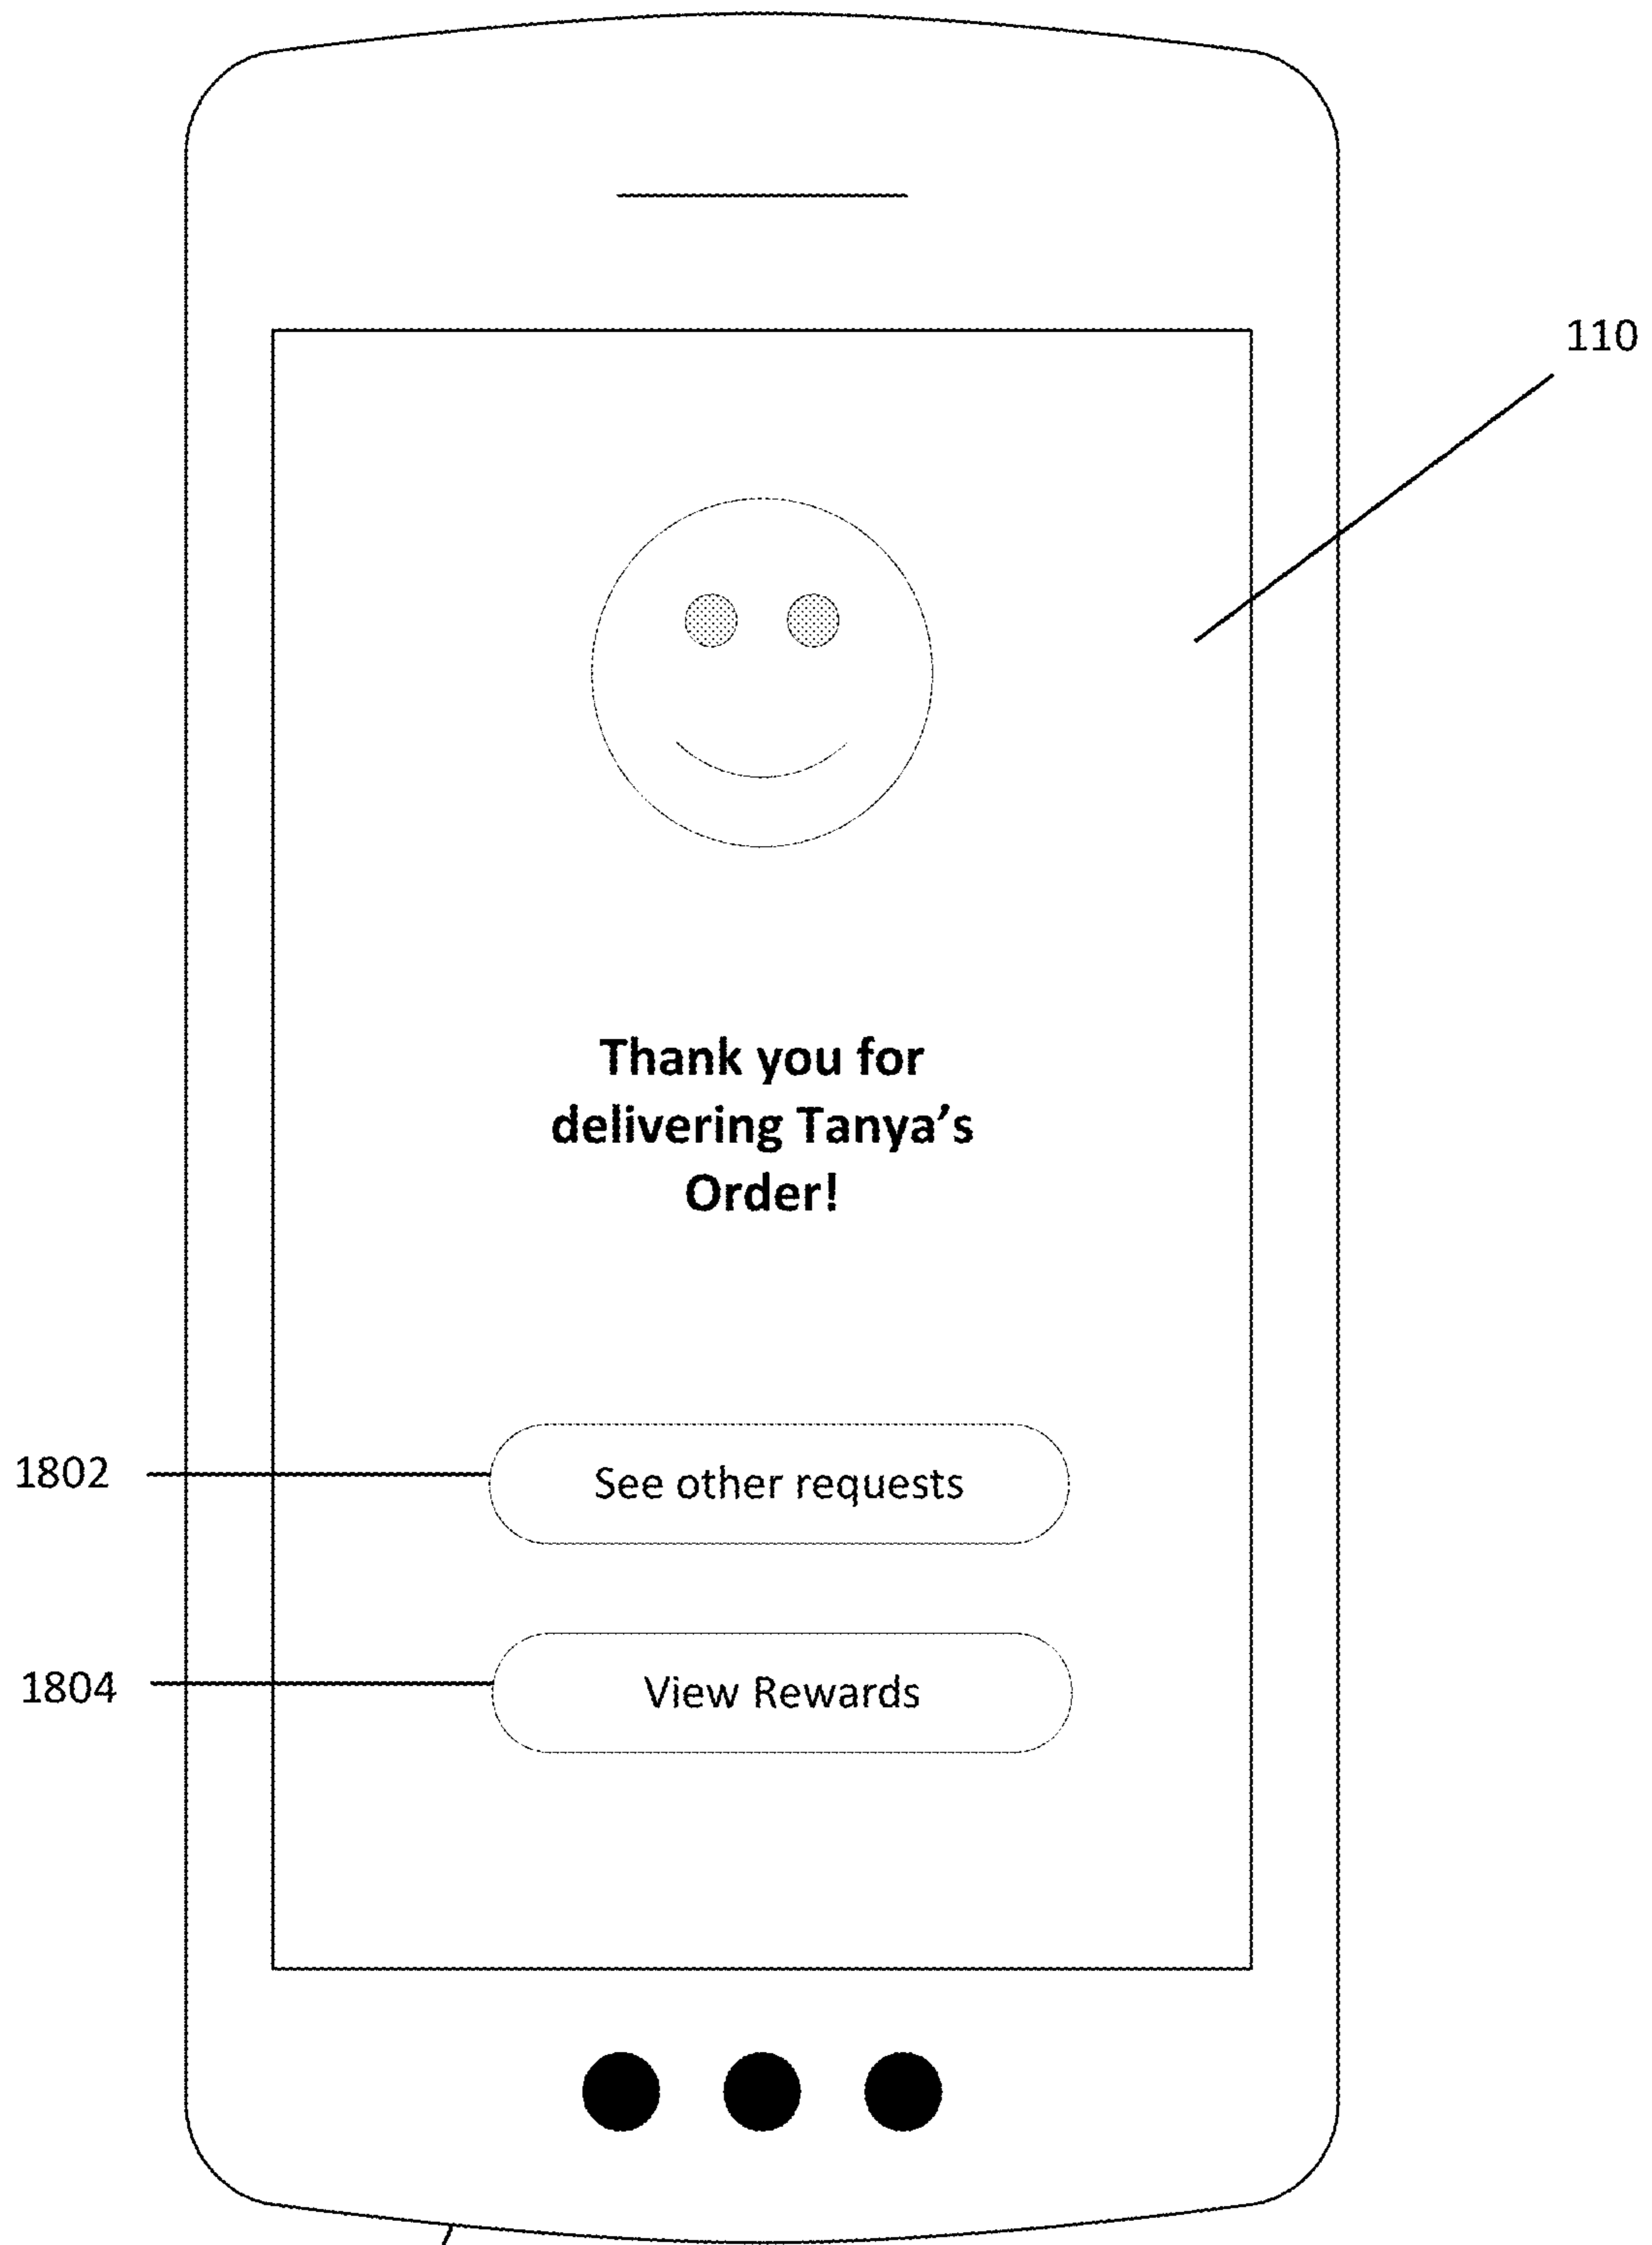 110
Thank you for
delivering Tanya’s
Order!
1802
See other requests
1804
View Rewards